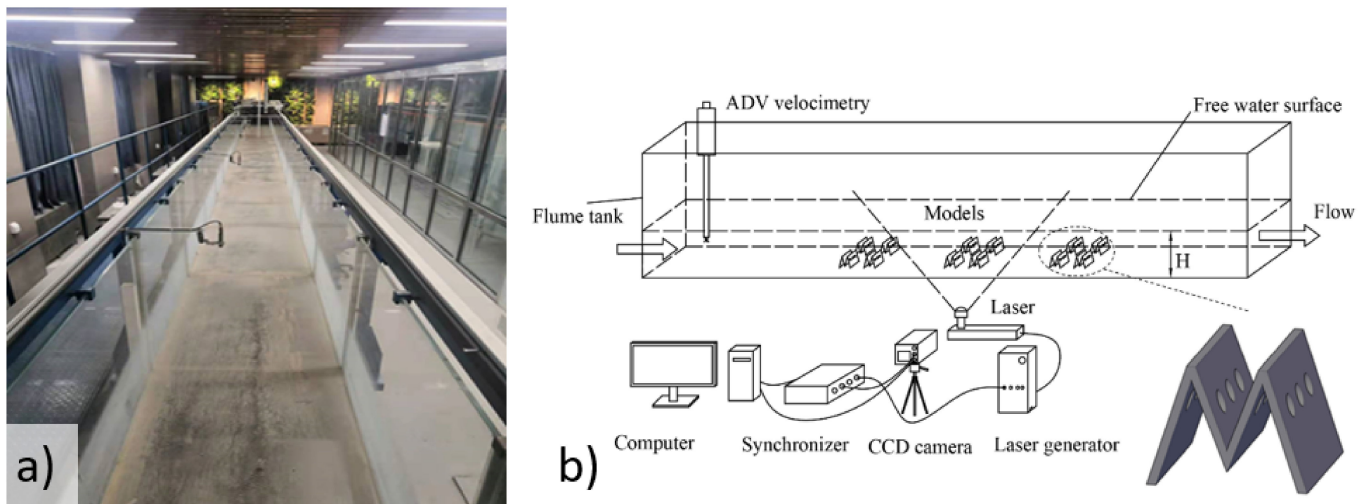 a)
b)
ADV velocimetry
Free water surface
Flume tank
Models
Flow
H
Laser
Computer
Synchronizer
CCD camera
Laser generator